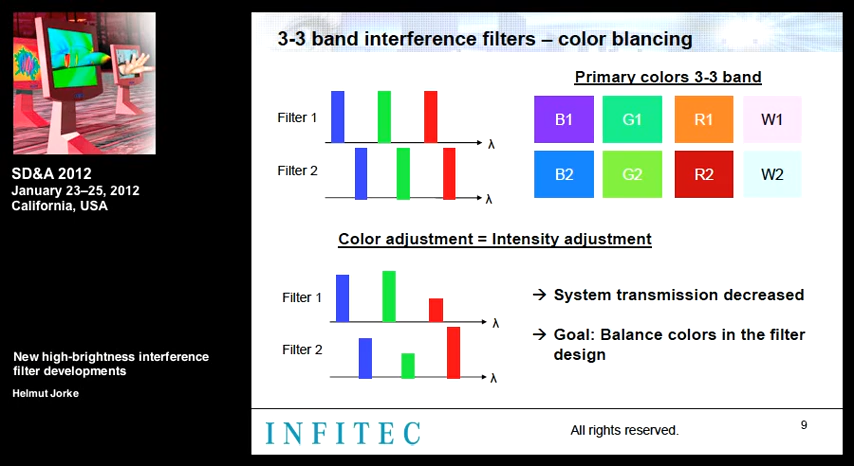 SD&A 2012
January 23–25, 2012
California, USA
New high-brightness interference
filter developments
Helmut Jorke
3-3 band interference filters – color blancing
Primary colors 3-3 band
Filter 1
λ
Filter 2
λ
B1 G1 R1 W1
B2 G2 R2 W2
Color adjustment = Intensity adjustment
Filter 1
λ
Filter 2
λ
→ System transmission decreased
→ Goal: Balance colors in the filter
design
INFITEC
All rights reserved.
9